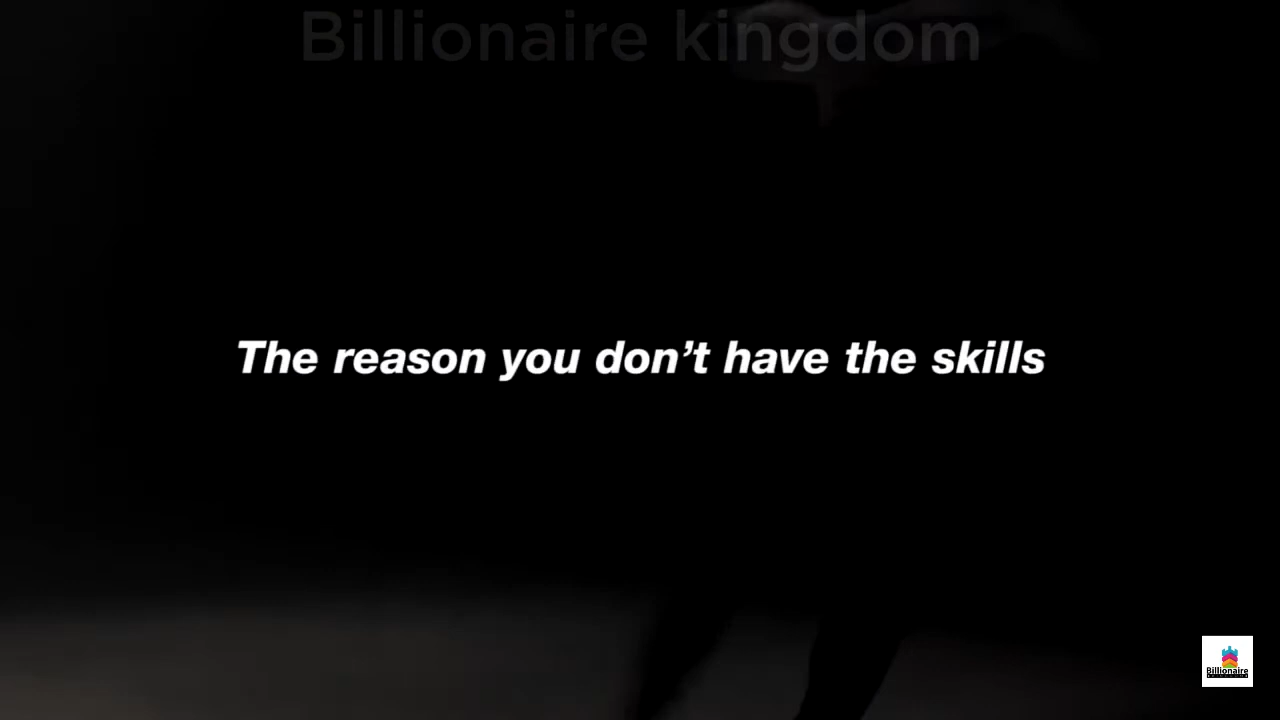 Billionaire kingdom
The reason you don't have the skills
Billionaire